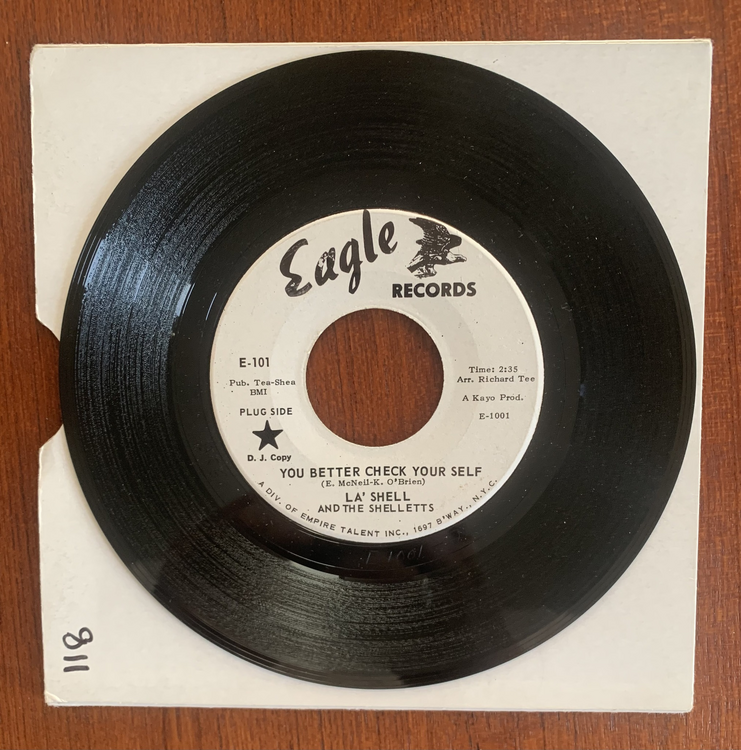 Eagle
RECORDS
E-101
Pub. Tea-Shea
BMI
PLUG SIDE
D. J. Copy
Time: 2:35
Arr. Richard Tee
A Kayo Prod.
E-1001
YOU BETTER CHECK YOUR SELF
(E. McNeil-K. O'Brien)
LA' SHELL
AND THE SHELLETTS
A DIV. OF EMPIRE TALENT INC., 1697 B'WAY., N.Y.C.
118